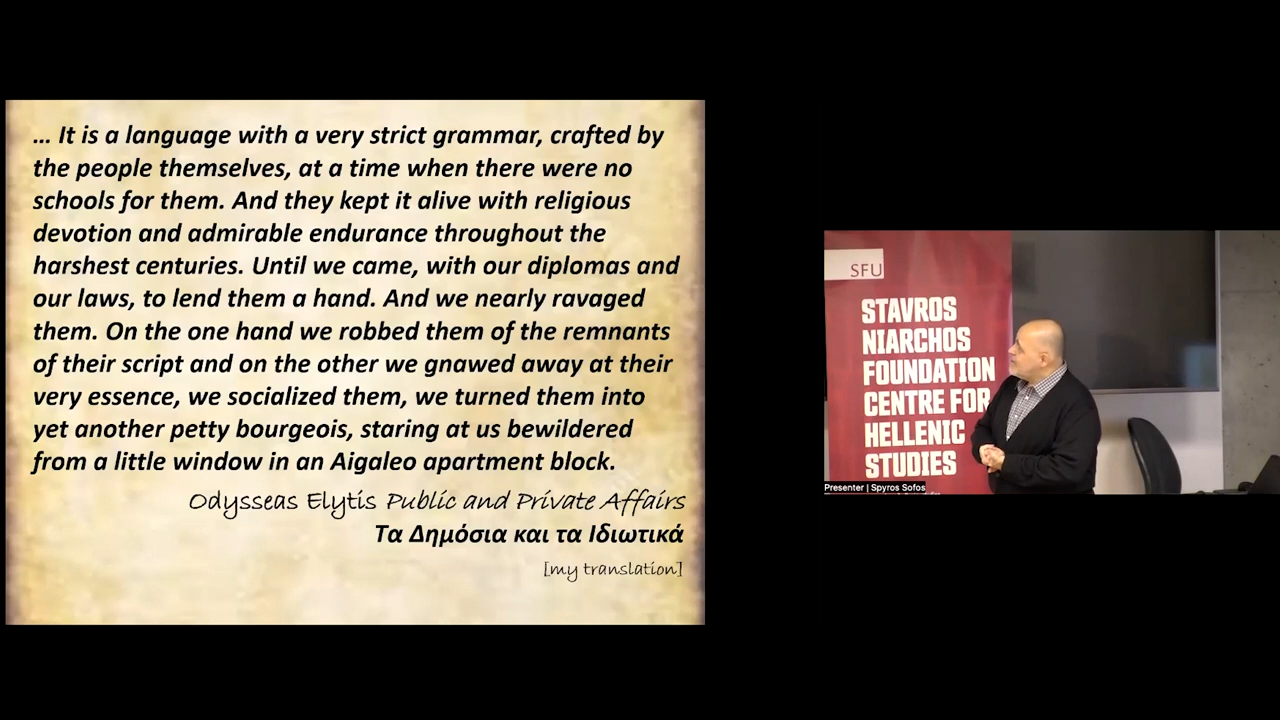 … It is a language with a very strict grammar, crafted by
the people themselves, at a time when there were no
schools for them. And they kept it alive with religious
devotion and admirable endurance throughout the
harshest centuries. Until we came, with our diplomas and
our laws, to lend them a hand. And we nearly ravaged
them. On the one hand we robbed them of the remnants
of their script and on the other we gnawed away at their
very essence, we socialized them, we turned them into
yet another petty bourgeois, staring at us bewildered
from a little window in an Aigaleo apartment block.
Odysseas Elytis Public and Private Affairs
Τα Δημόσια και τα Ιδιωτικά
[my translation]
SFU
STAVROS
NIARCHOS
FOUNDATION
CENTRE FOR
HELLENIC
STUDIES
Presenter | Spyros Sofos